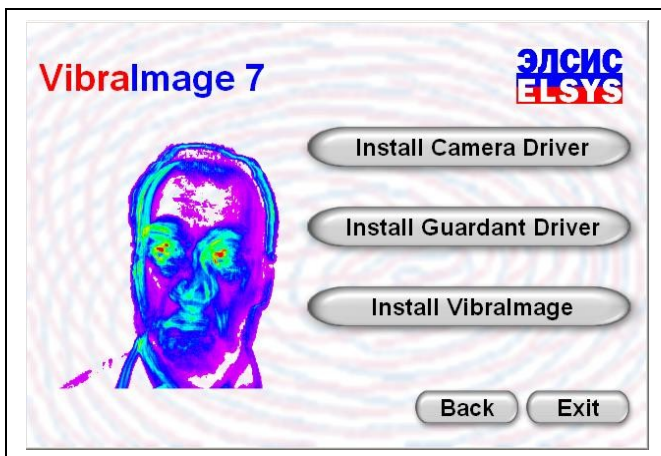 VibraImage 7
ЭЛСИС
ELSYS
Install Camera Driver
Install Guardant Driver
Install VibraImage
Back
Exit